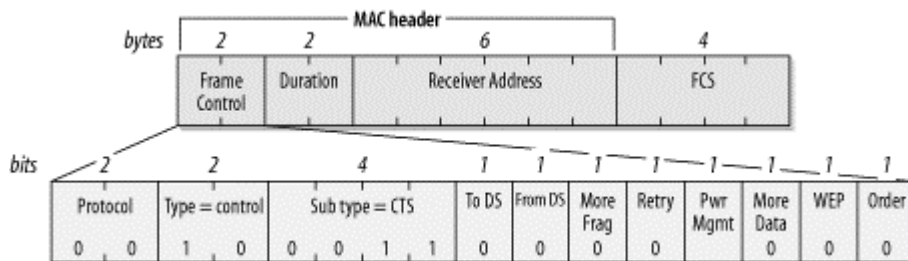 MAC header
bytes 2 2 6 4
Frame Control Duration Receiver Address FCS
bits 2 2 4 1 1 1 1 1 1 1 1
Protocol Type = control Sub type = CTS To DS From DS More Frag Retry Pwr Mgmt More Data WEP Order
0 0 1 0 0 0 1 1 0 0 0 0 0 0 0 0